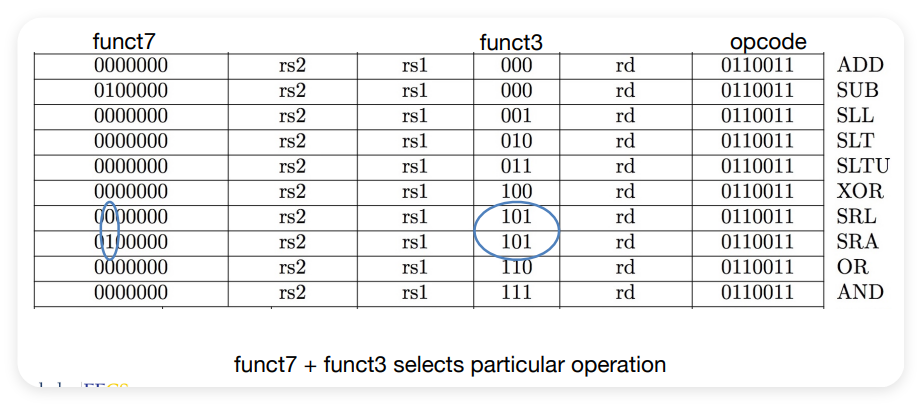 funct7 funct3 opcode
0000000 rs2 rs1 000 rd 0110011 ADD
0100000 rs2 rs1 000 rd 0110011 SUB
0000000 rs2 rs1 001 rd 0110011 SLL
0000000 rs2 rs1 010 rd 0110011 SLT
0000000 rs2 rs1 011 rd 0110011 SLTU
0000000 rs2 rs1 100 rd 0110011 XOR
0000000 rs2 rs1 101 rd 0110011 SRL
0100000 rs2 rs1 101 rd 0110011 SRA
0000000 rs2 rs1 110 rd 0110011 OR
0000000 rs2 rs1 111 rd 0110011 AND
funct7 + funct3 selects particular operation